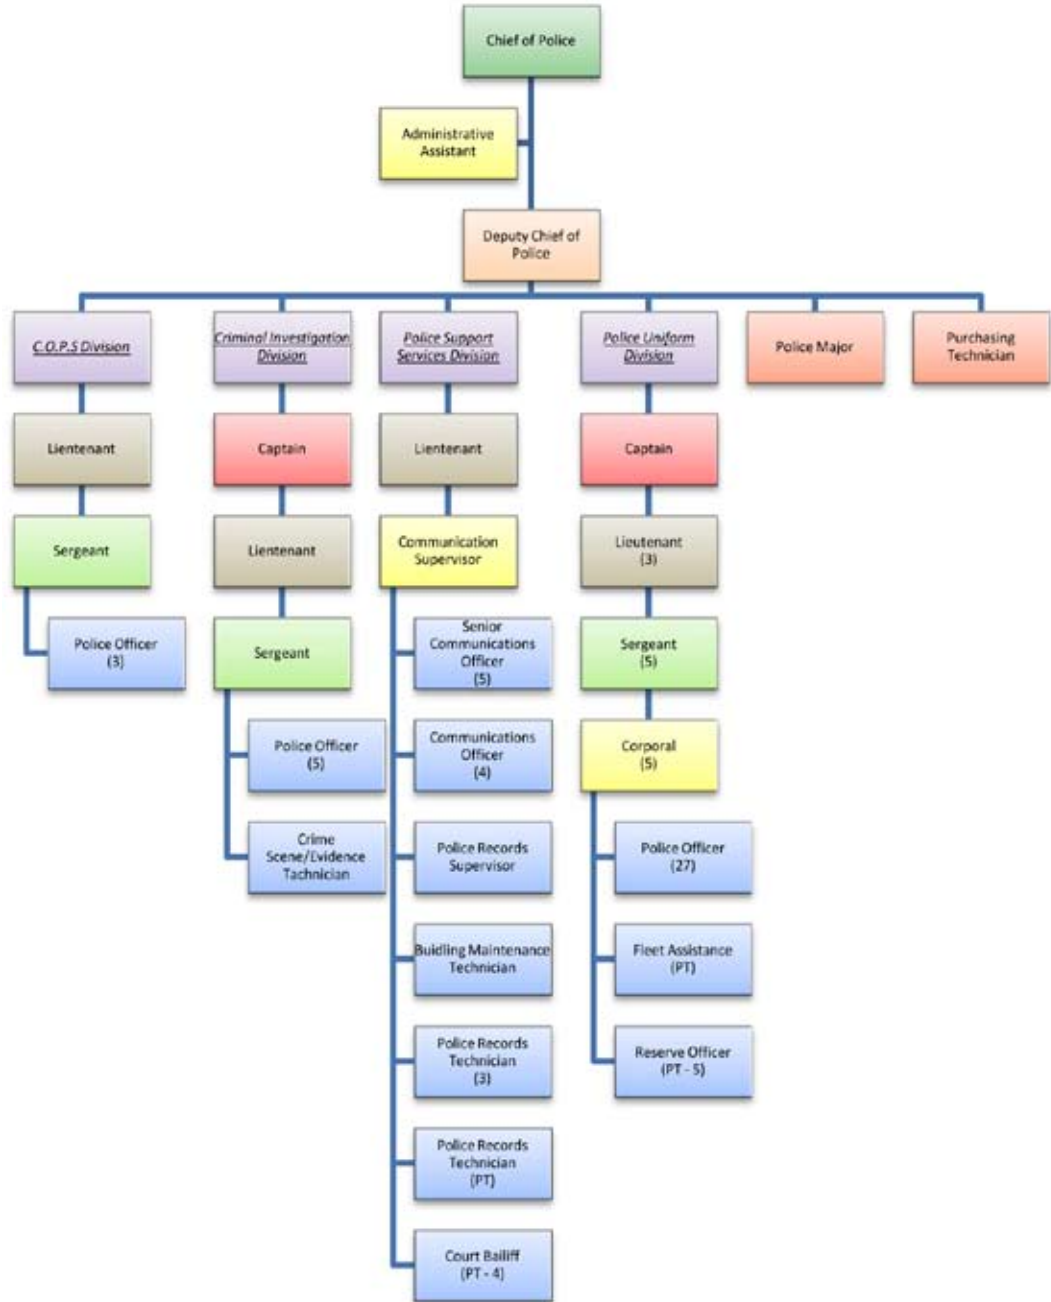 Chief of Police
Administrative
Assistant
Deputy Chief of
Police
C.O.P.S Division
Criminal Investigation
Division
Police Support
Services Division
Police Uniform
Division
Police Major
Purchasing
Technician
Lientenant
Captain
Lientenant
Captain
Sergeant
Lientenant
Communication
Supervisor
Lieutenant
(3)
Police Officer
(3)
Sergeant
Senior
Communications
Officer
(5)
Sergeant
(5)
Police Officer
(5)
Communications
Officer
(4)
Corporal
(5)
Crime
Scene/Evidence
Tachnician
Police Records
Supervisor
Police Officer
(27)
Buidling Maintenance
Technician
Fleet Assistance
(PT)
Police Records
Technician
(3)
Reserve Officer
(PT - 5)
Police Records
Technician
(PT)
Court Bailiff
(PT - 4)